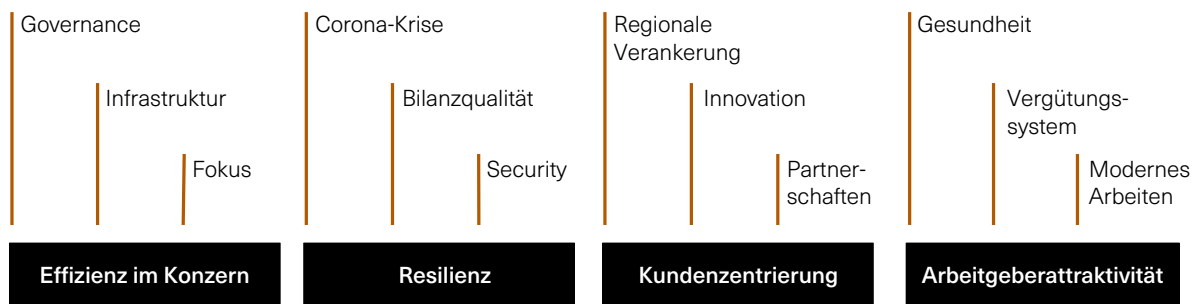 Governance
Infrastruktur
Fokus
Effizienz im Konzern
Corona-Krise
Bilanzqualität
Security
Resilienz
Regionale
Verankerung
Innovation
Partner-
schaften
Kundenzentrierung
Gesundheit
Vergütungs-
system
Modernes
Arbeiten
Arbeitgeberattraktivität